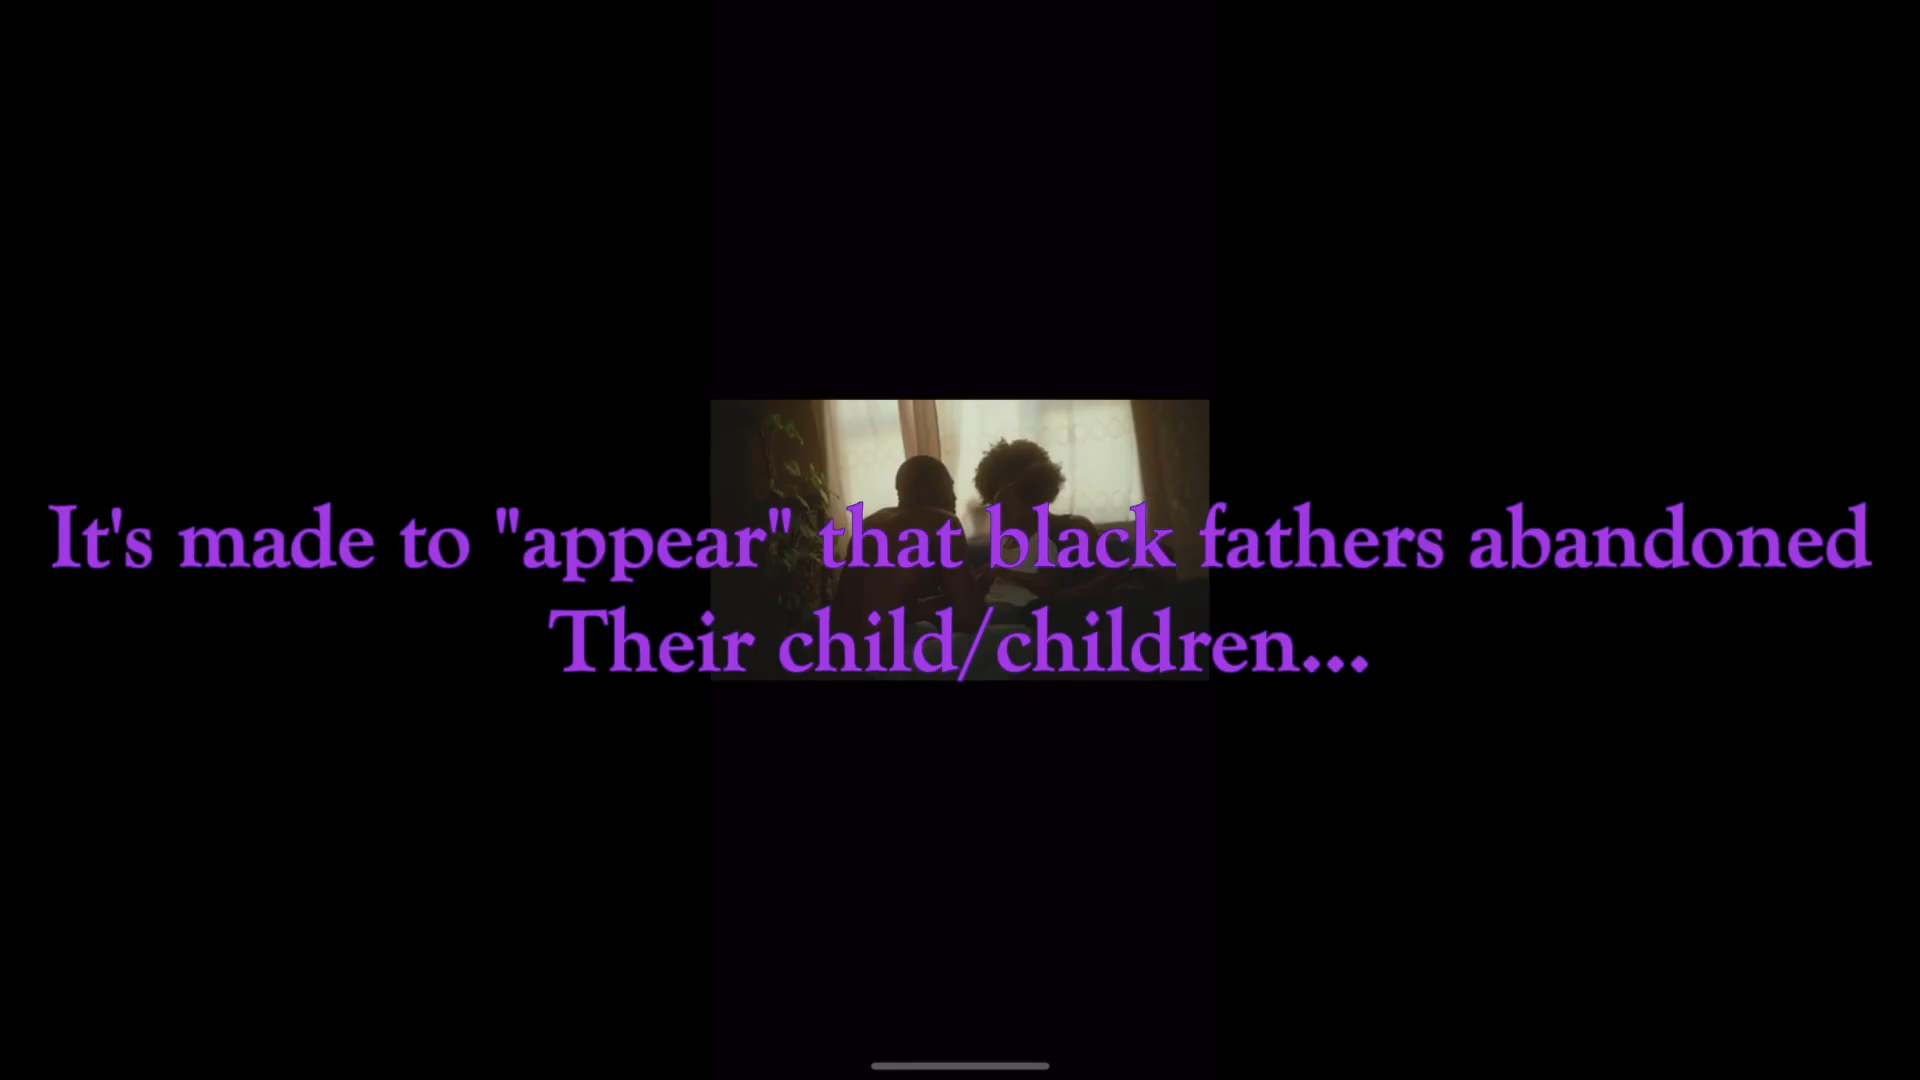 It's made to "appear" that black fathers abandoned
Their child/children...